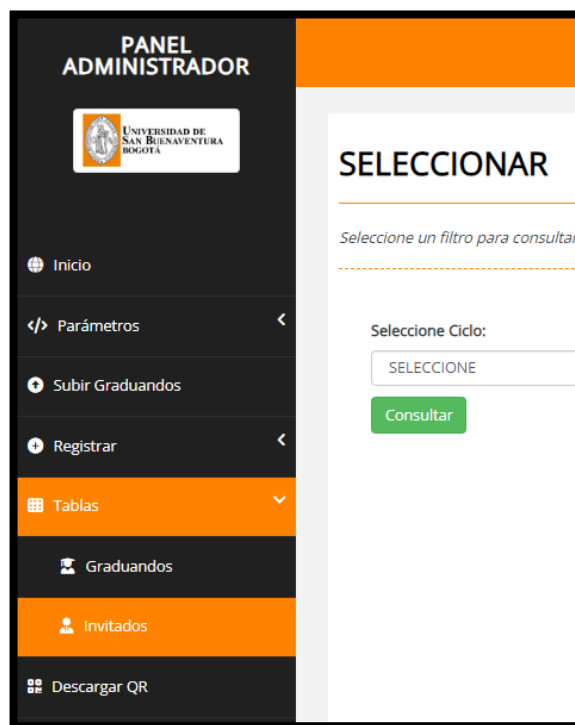 PANEL
ADMINISTRADOR
UNIVERSIDAD DE
SAN BUENAVENTURA
BOGOTÁ
Inicio
Parámetros
Subir Graduandos
Registrar
Tablas
Graduandos
Invitados
Descargar QR
SELECCIONAR
Seleccione un filtro para consultar
Seleccione Ciclo:
SELECCIONE
Consultar